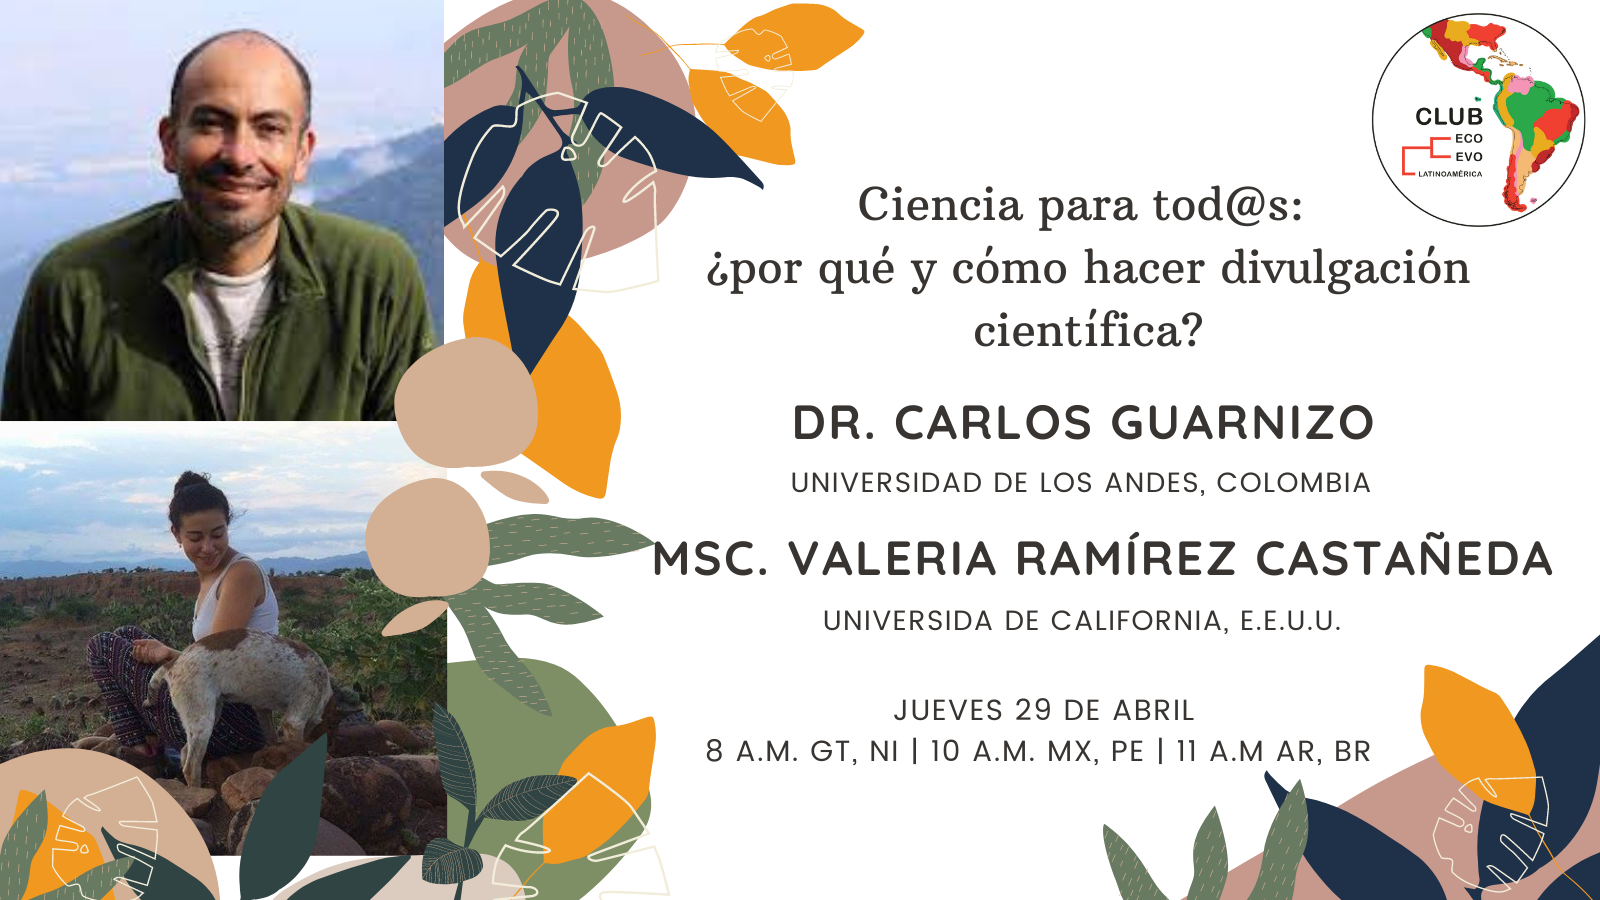 CLUB
ECO
EVO
LATINOAMÉRICA
Ciencia para tod@s:
¿por qué y cómo hacer divulgación
científica?
DR. CARLOS GUARNIZO
UNIVERSIDAD DE LOS ANDES, COLOMBIA
MSC. VALERIA RAMÍREZ CASTAÑEDA
UNIVERSIDA DE CALIFORNIA, E.E.U.U.
JUEVES 29 DE ABRIL
8 A.M. GT, NI | 10 A.M. MX, PE | 11 A.M AR, BR